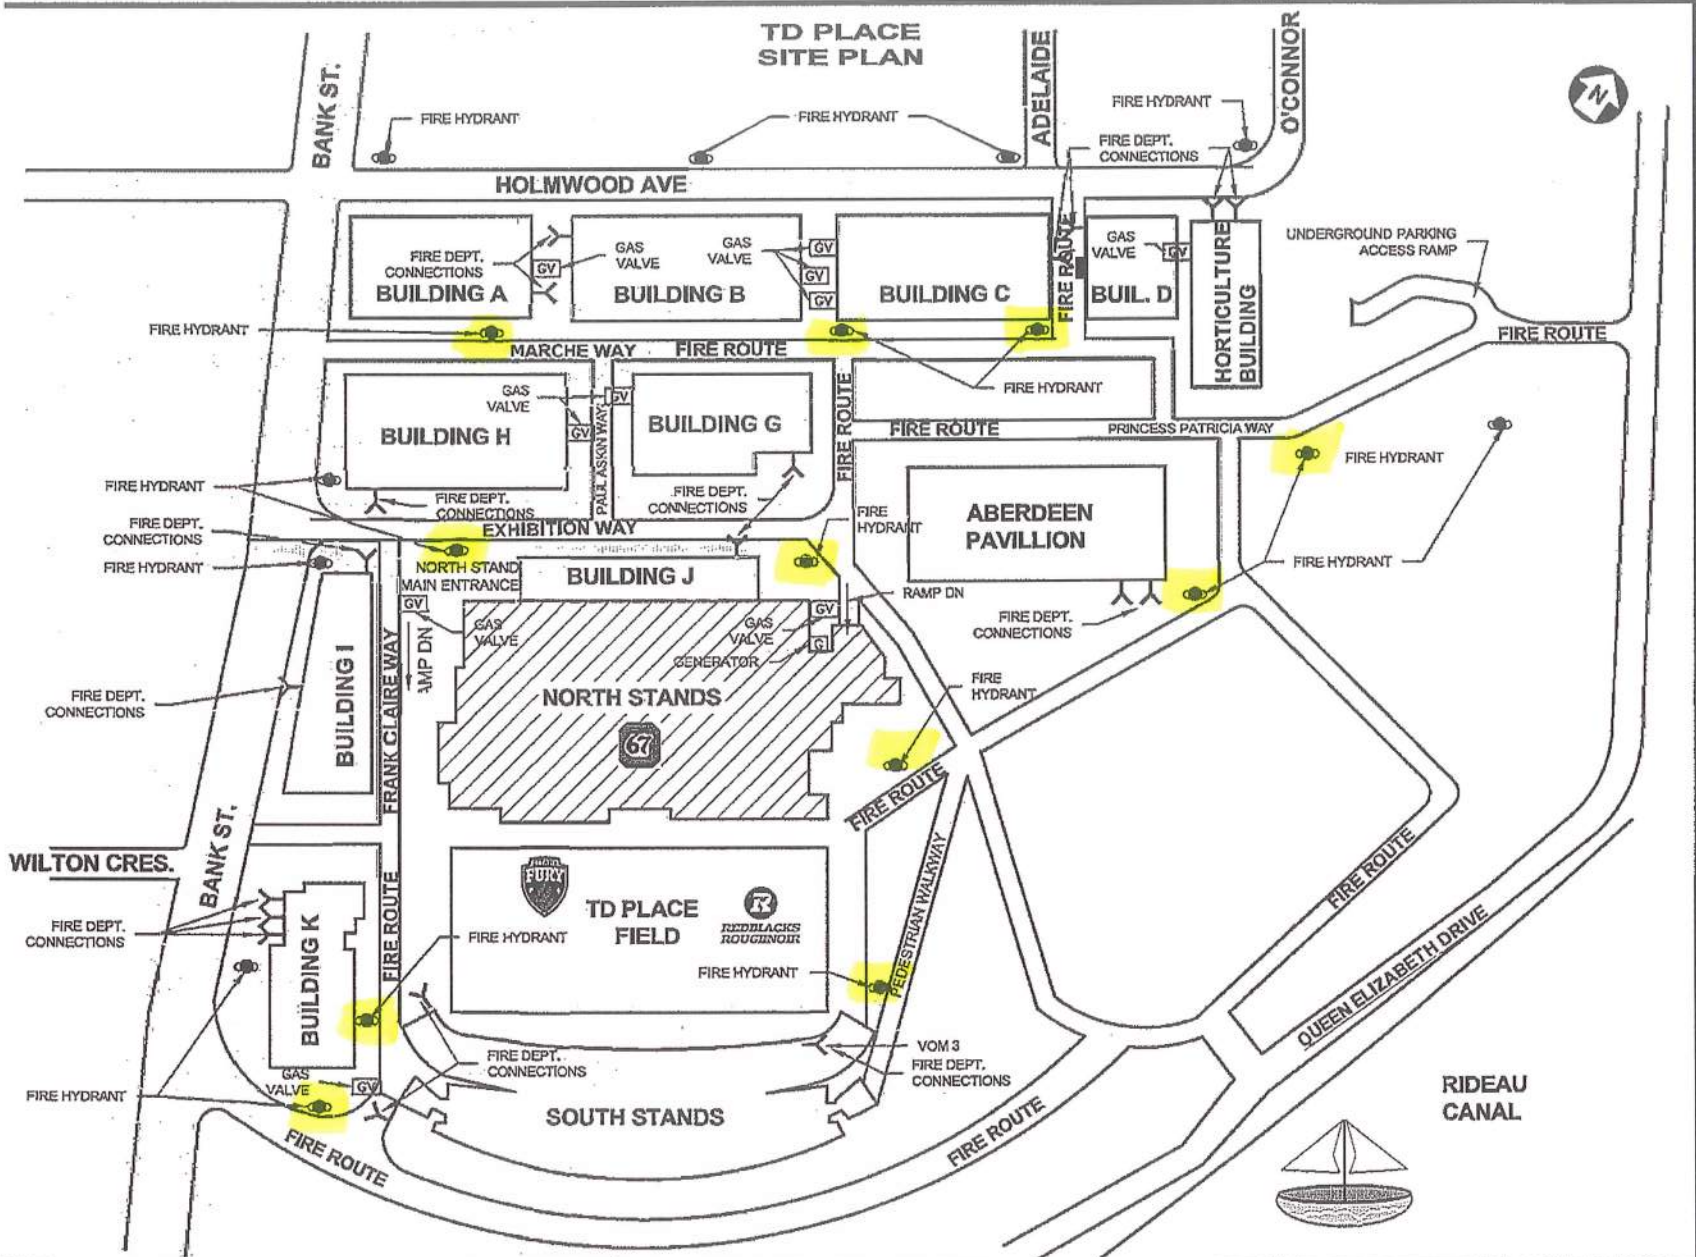 TD PLACE
SITE PLAN
BANK ST.
ADELAIDE
O'CONNOR
N
FIRE HYDRANT
FIRE HYDRANT
FIRE HYDRANT
FIRE DEPT.
CONNECTIONS
HOLMWOOD AVE
FIRE DEPT.
CONNECTIONS
BUILDING A
GV
GAS
VALVE
BUILDING B
GAS
VALVE
GV
GV
GV
BUILDING C
FIRE ROUTE
GAS
VALVE
GV
BUIL. D
HORTICULTURE
BUILDING
UNDERGROUND PARKING
ACCESS RAMP
FIRE ROUTE
FIRE HYDRANT
MARCHE WAY
FIRE ROUTE
FIRE HYDRANT
GAS
VALVE
GV
GV
BUILDING H
PAUL ASKIN WAY
BUILDING G
FIRE ROUTE
FIRE ROUTE
PRINCESS PATRICIA WAY
FIRE HYDRANT
FIRE HYDRANT
FIRE DEPT.
CONNECTIONS
FIRE DEPT.
CONNECTIONS
FIRE DEPT.
CONNECTIONS
EXHIBITION WAY
FIRE
HYDRANT
ABERDEEN
PAVILLION
FIRE HYDRANT
FIRE HYDRANT
NORTH STAND
MAIN ENTRANCE
BUILDING J
RAMP DN
GV
GAS
VALVE
GV
GAS
VALVE
G
GENERATOR
FIRE DEPT.
CONNECTIONS
AMP DN
FIRE DEPT.
CONNECTIONS
BUILDING I
FRANK CLAIRE WAY
NORTH STANDS
67
FIRE
HYDRANT
FIRE ROUTE
WILTON CRES.
BANK ST.
FIRE ROUTE
FURY
TD PLACE
FIELD
R
REDBLACKS
ROUGENOIR
PEDESTRIAN WALKWAY
FIRE ROUTE
FIRE DEPT.
CONNECTIONS
BUILDING K
FIRE HYDRANT
FIRE HYDRANT
QUEEN ELIZABETH DRIVE
FIRE DEPT.
CONNECTIONS
VOM 3
FIRE DEPT.
CONNECTIONS
GAS
VALVE
GV
FIRE HYDRANT
SOUTH STANDS
FIRE ROUTE
FIRE ROUTE
RIDEAU
CANAL